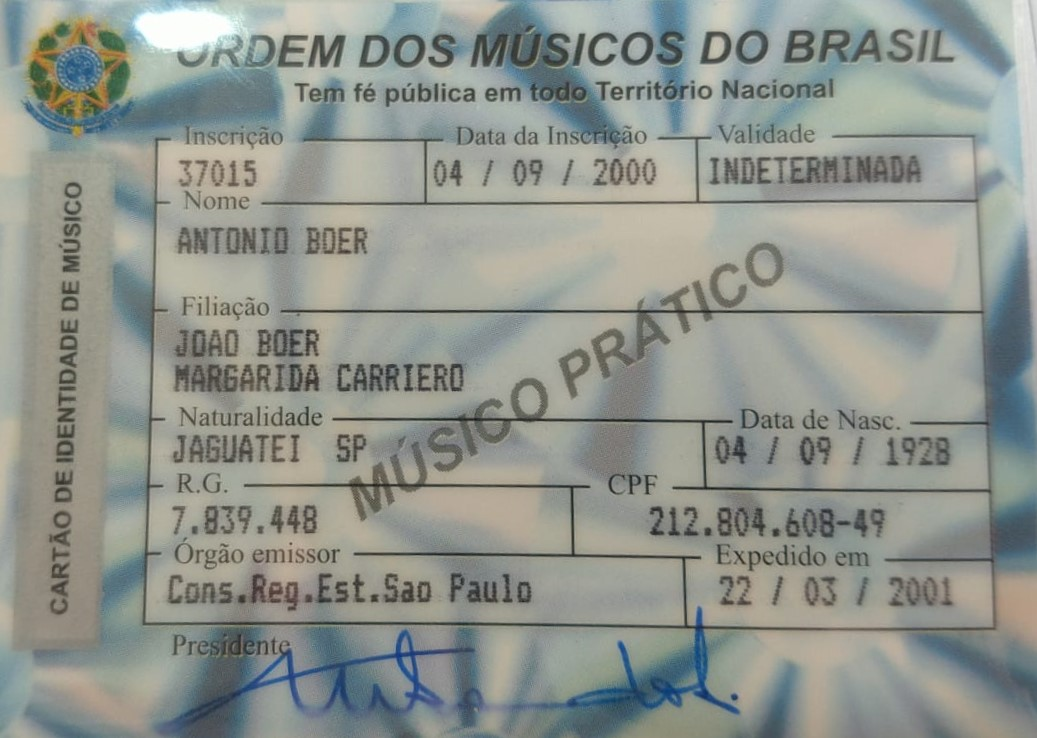 ORDEM DOS MÚSICOS DO BRASIL
Tem fé pública em todo Território Nacional
CARTÃO DE IDENTIDADE DE MÚSICO
Inscrição Data da Inscrição Validade
37015 04 / 09 / 2000 INDETERMINADA
Nome
ANTONIO BOER
Filiação
JOAO BOER
MARGARIDA CARRIERO
MÚSICO PRÁTICO
Naturalidade Data de Nasc.
JAGUATEI SP 04 / 09 / 1928
R.G. CPF
7.839.448 212.804.608-49
Órgão emissor Expedido em
Cons.Reg.Est.Sao Paulo 22 / 03 / 2001
Presidente